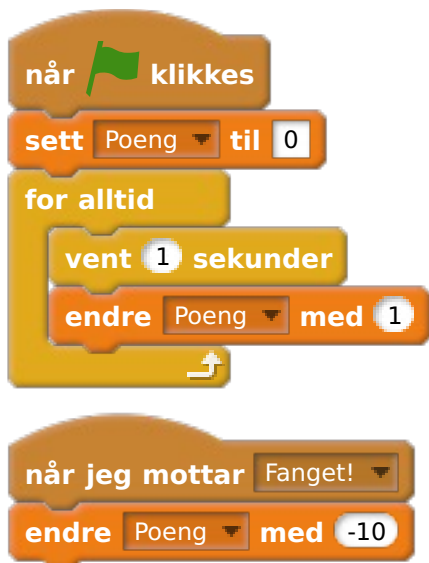 når klikkes
sett Poeng til 0
for alltid
vent 1 sekunder
endre Poeng med 1
når jeg mottar Fanget!
endre Poeng med -10